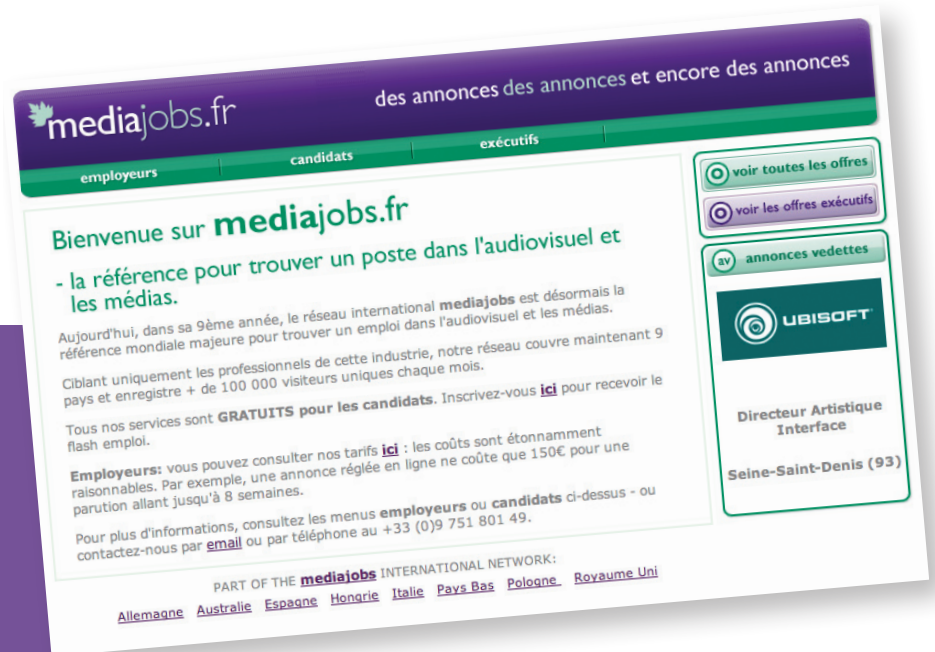 mediajobs.fr
des annonces des annonces et encore des annonces
employeurs
candidats
exécutifs
Bienvenue sur mediajobs.fr
- la référence pour trouver un poste dans l'audiovisuel et
les médias.
Aujourd'hui, dans sa 9ème année, le réseau international mediajobs est désormais la
référence mondiale majeure pour trouver un emploi dans l'audiovisuel et les médias.
Ciblant uniquement les professionnels de cette industrie, notre réseau couvre maintenant 9
pays et enregistre + de 100 000 visiteurs uniques chaque mois.
Tous nos services sont GRATUITS pour les candidats. Inscrivez-vous ici pour recevoir le
flash emploi.
Employeurs: vous pouvez consulter nos tarifs ici : les coûts sont étonnamment
raisonnables. Par exemple, une annonce réglée en ligne ne coûte que 150€ pour une
parution allant jusqu'à 8 semaines.
Pour plus d'informations, consultez les menus employeurs ou candidats ci-dessus - ou
contactez-nous par email ou par téléphone au +33 (0)9 751 801 49.
voir toutes les offres
voir les offres exécutifs
av annonces vedettes
UBISOFT
Directeur Artistique
Interface
Seine-Saint-Denis (93)
PART OF THE mediajobs INTERNATIONAL NETWORK:
Allemagne Australie Espagne Hongrie Italie Pays Bas Pologne Royaume Uni